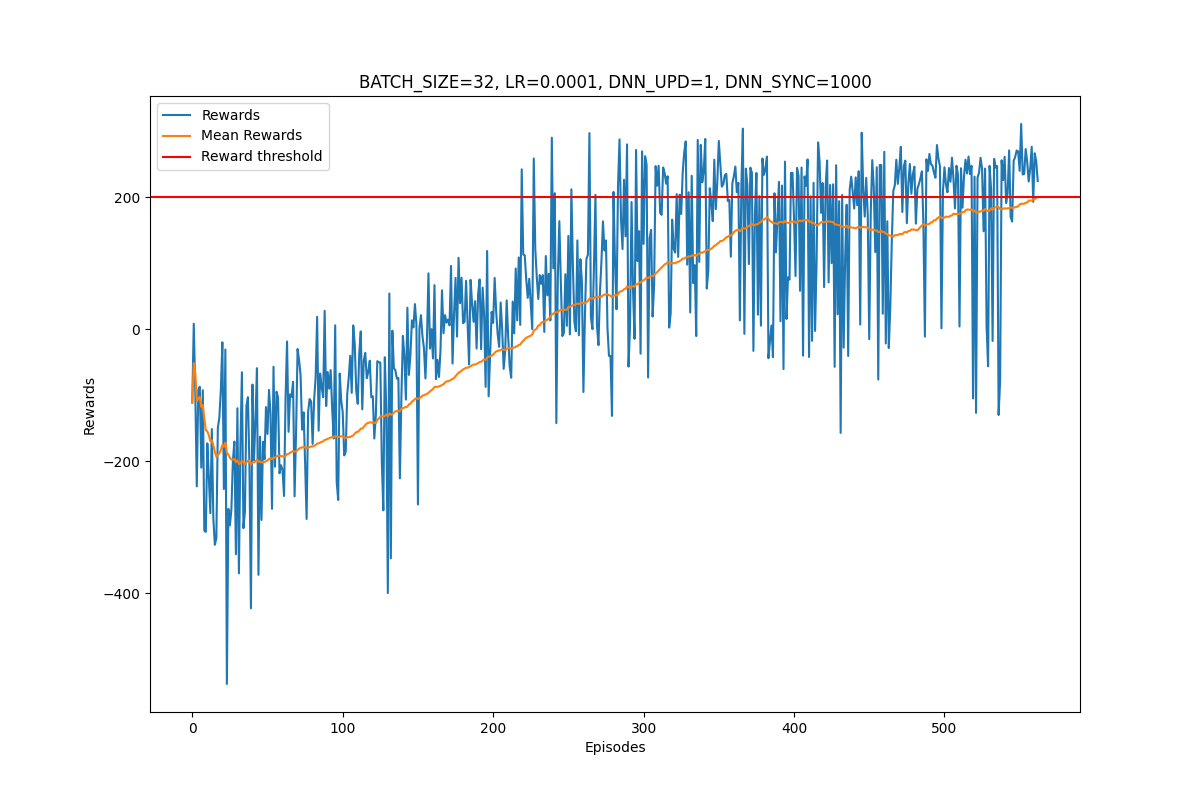 BATCH_SIZE=32, LR=0.0001, DNN_UPD=1, DNN_SYNC=1000
Rewards
Mean Rewards
Reward threshold
200
0
−200
−400
Rewards
0
100
200
300
400
500
Episodes